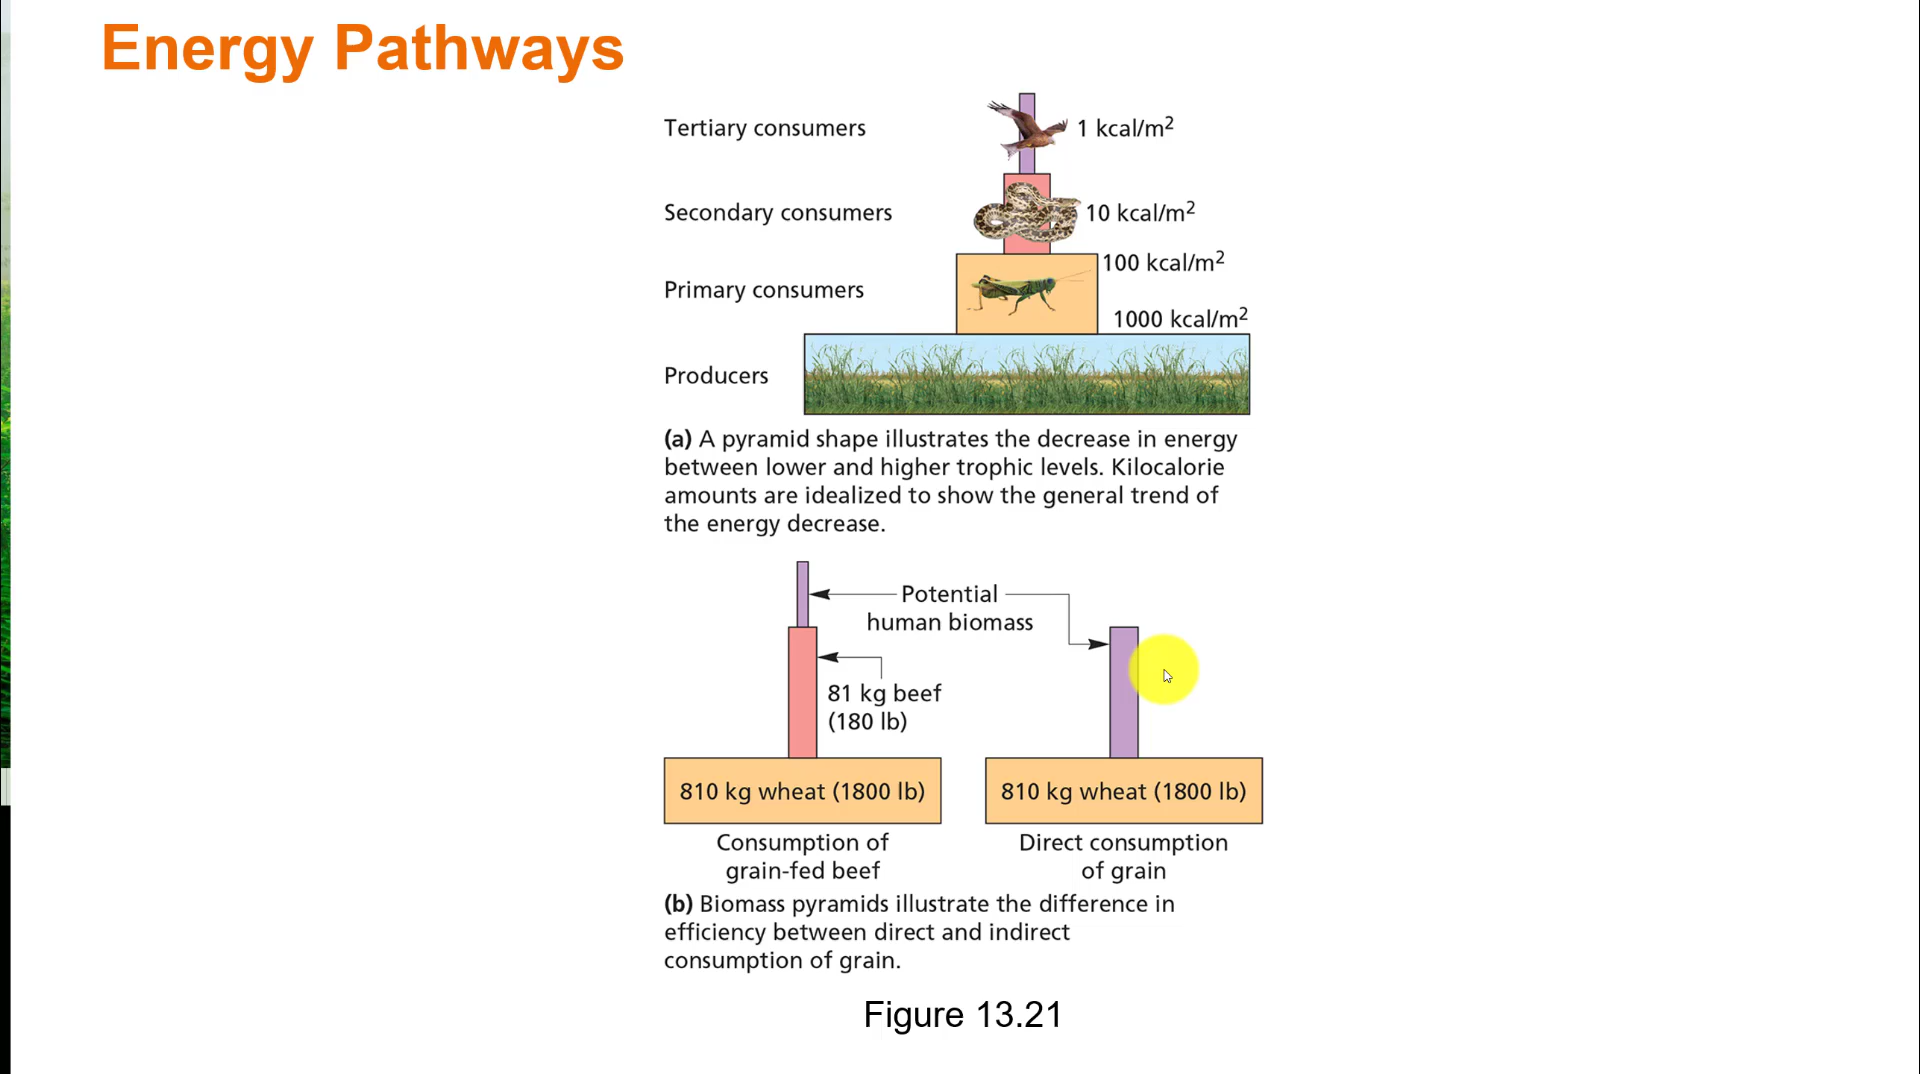 Energy Pathways
Tertiary consumers
1 kcal/m²
Secondary consumers
10 kcal/m²
100 kcal/m²
Primary consumers
1000 kcal/m²
Producers
(a) A pyramid shape illustrates the decrease in energy
between lower and higher trophic levels. Kilocalorie
amounts are idealized to show the general trend of
the energy decrease.
Potential
human biomass
81 kg beef
(180 lb)
810 kg wheat (1800 lb)
810 kg wheat (1800 lb)
Consumption of
grain-fed beef
Direct consumption
of grain
(b) Biomass pyramids illustrate the difference in
efficiency between direct and indirect
consumption of grain.
Figure 13.21